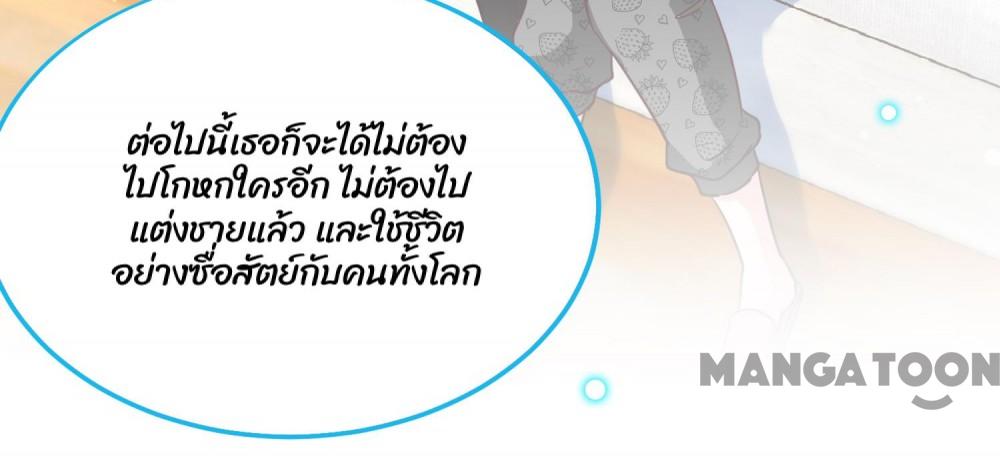 ต่อไปนี้เธอก็จะได้ไม่ต้อง
ไปโกหกใครอีก ไม่ต้องไป
แต่งชายแล้ว และใช้ชีวิต
อย่างซื่อสัตย์กับคนทั้งโลก
MANGATOON